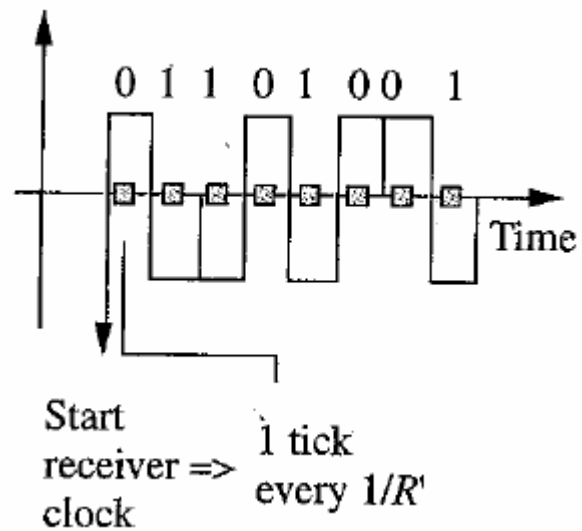 0 1 1 0 1 0 0 1
Time
Start
receiver =>
clock
1 tick
every 1/R'